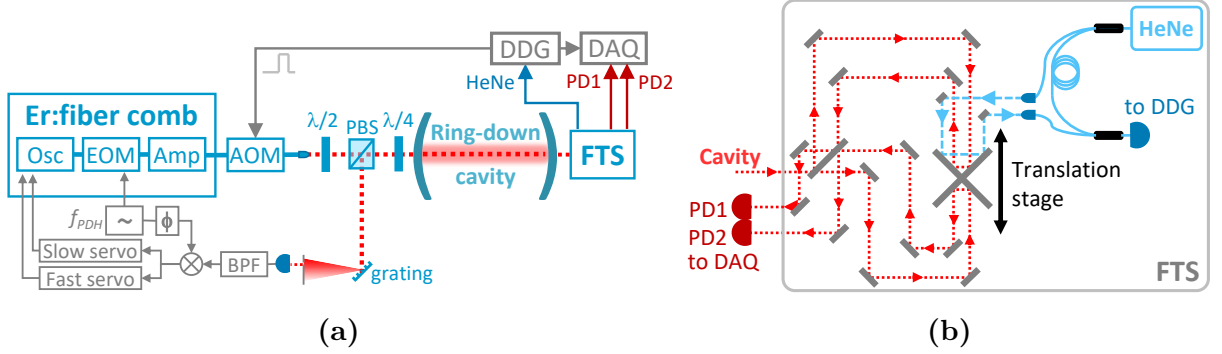 DDG
DAQ
HeNe
PD1
PD2
Er:fiber comb
Osc
EOM
Amp
AOM
λ/2
PBS
λ/4
Ring-down
cavity
FTS
f_PDH
~
ϕ
Slow servo
Fast servo
BPF
grating
(a)
HeNe
to DDG
Cavity
Translation
stage
PD1
PD2
to DAQ
FTS
(b)